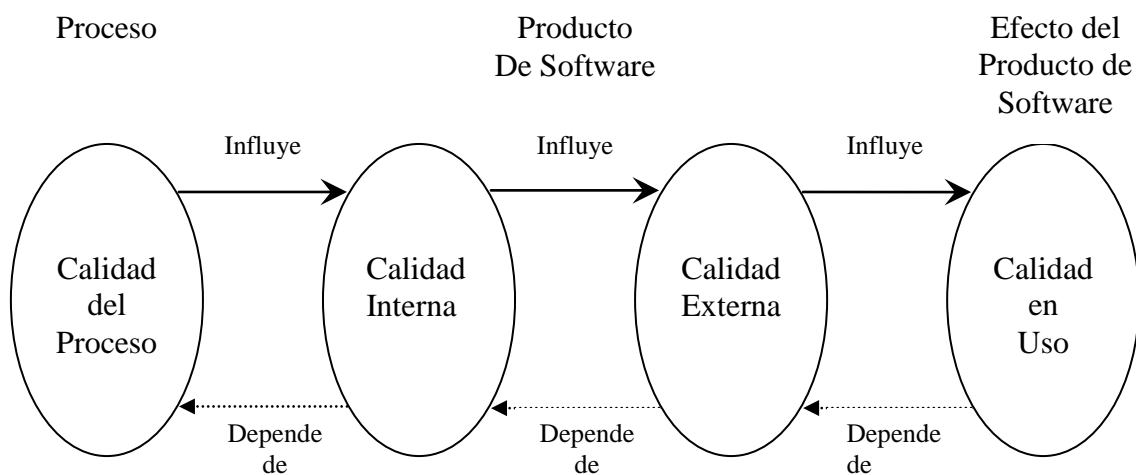 Proceso
Producto
De Software
Efecto del
Producto de
Software
Influye
Influye
Influye
Calidad
del
Proceso
Calidad
Interna
Calidad
Externa
Calidad
en
Uso
Depende
de
Depende
de
Depende
de